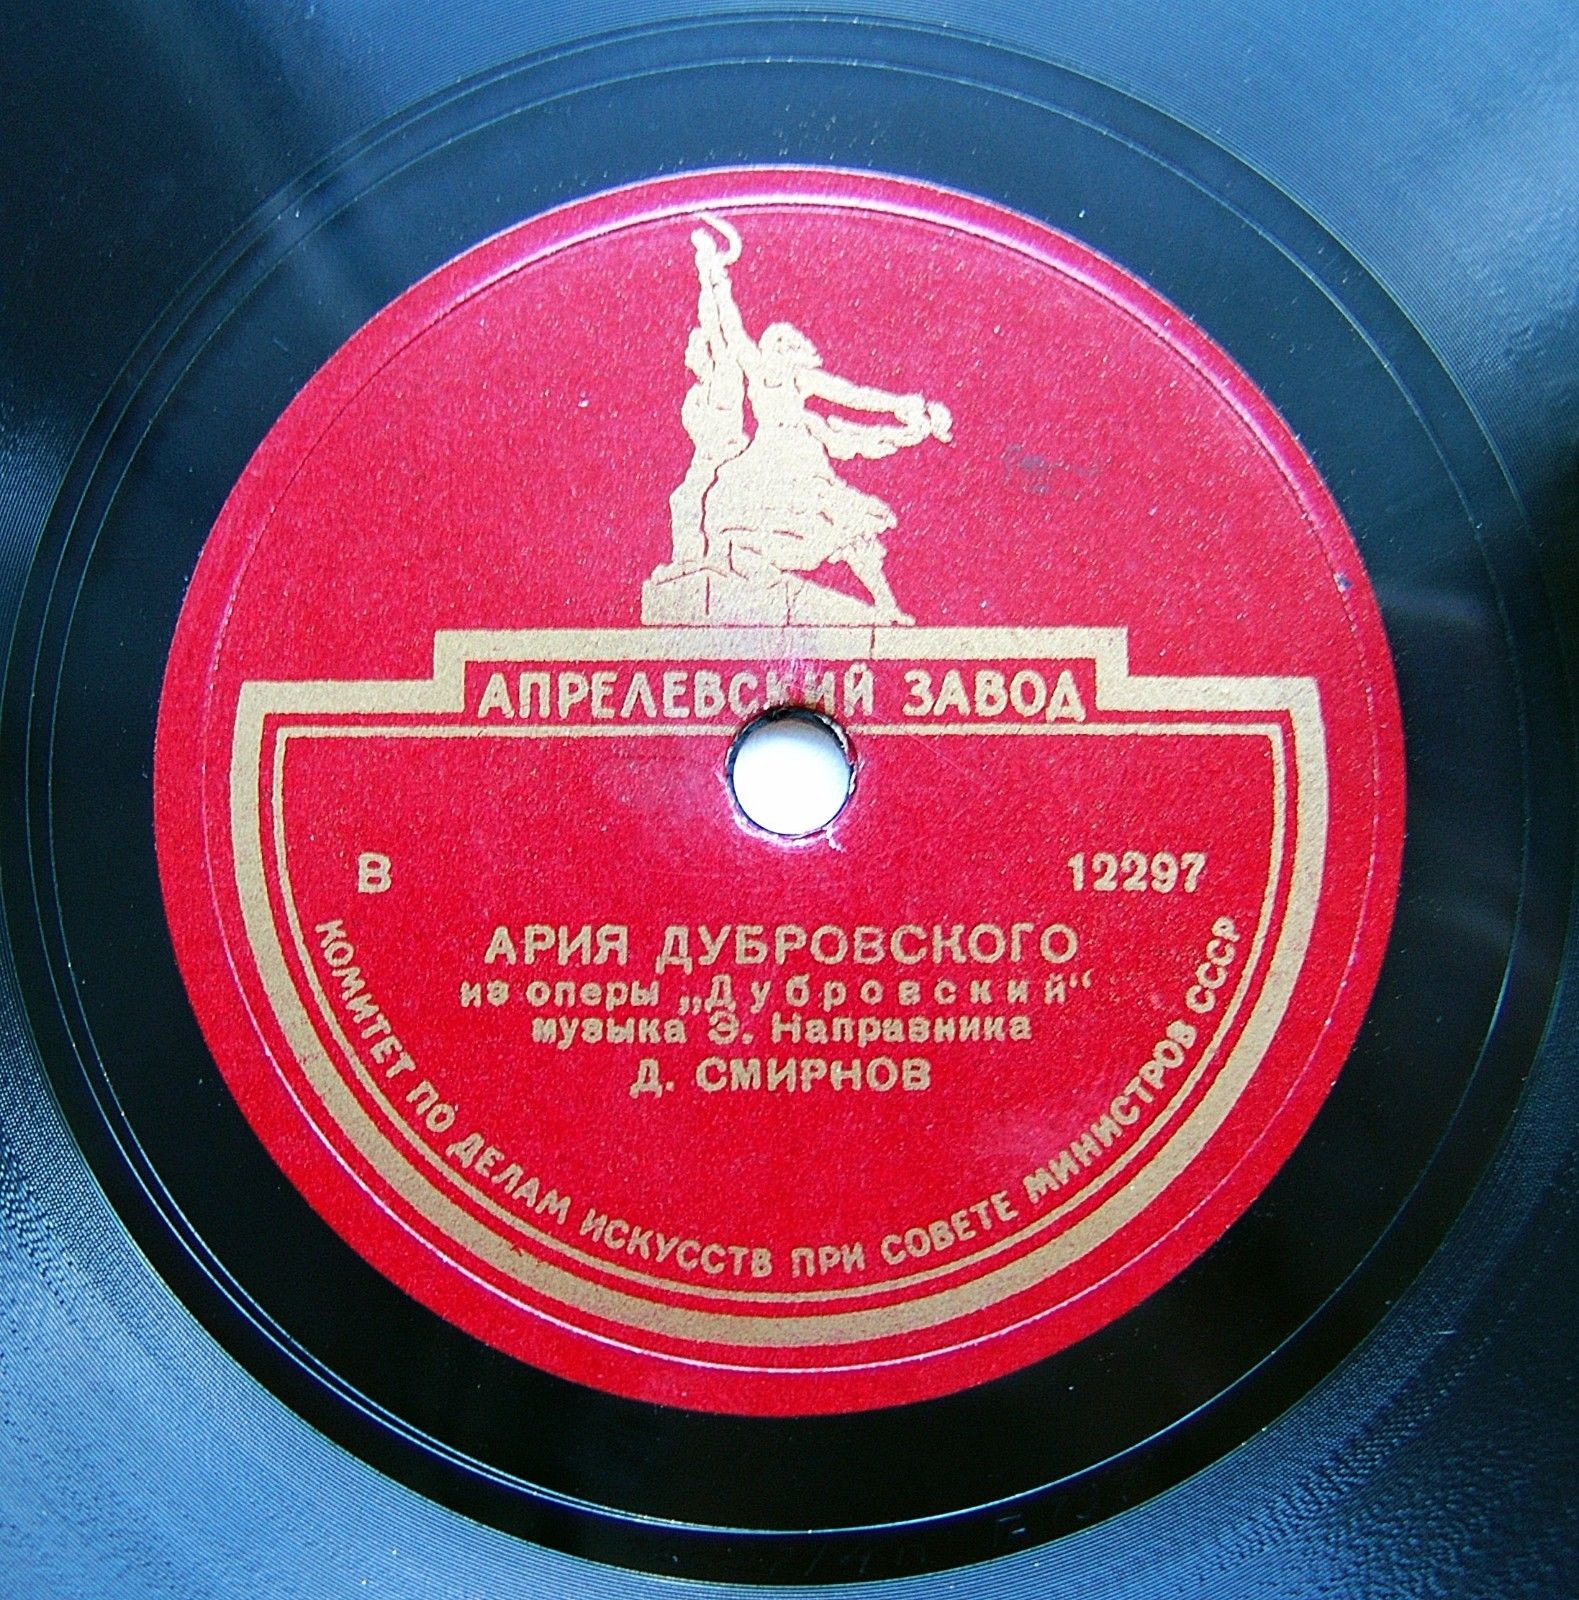 АПРЕЛЕВСКИЙ ЗАВОД
В 12297
АРИЯ ДУБРОВСКОГО
из оперы „Дубровский“
музыка Э. Направника
Д. СМИРНОВ
КОМИТЕТ ПО ДЕЛАМ ИСКУССТВ ПРИ СОВЕТЕ МИНИСТРОВ СССР